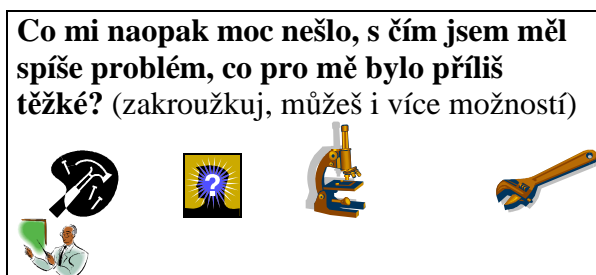 Co mi naopak moc nešlo, s čím jsem měl
spíše problém, co pro mě bylo příliš
těžké? (zakroužkuj, můžeš i více možností)
?